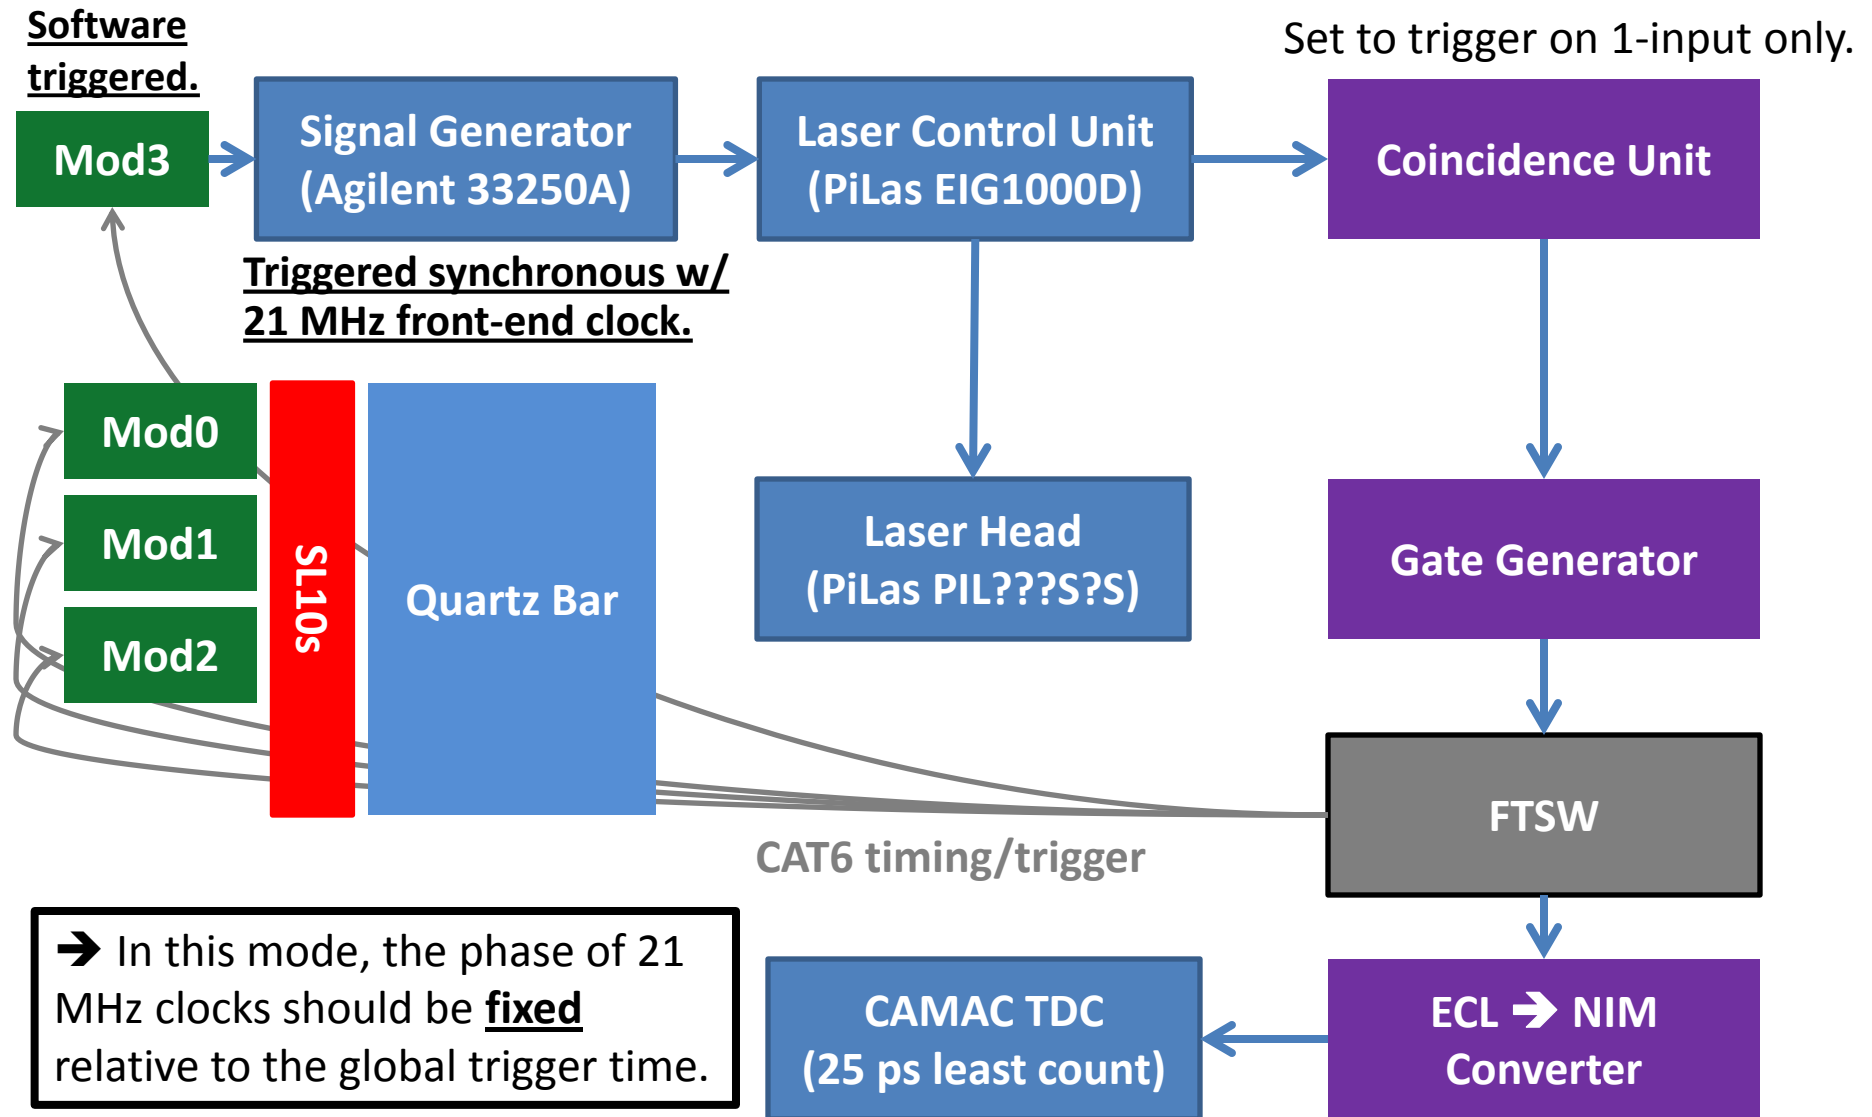 Software
triggered.
Set to trigger on 1-input only.
Mod3
Signal Generator
(Agilent 33250A)
Laser Control Unit
(PiLas EIG1000D)
Coincidence Unit
Triggered synchronous w/
21 MHz front-end clock.
Mod0
Mod1
Mod2
SL10s
Quartz Bar
Laser Head
(PiLas PIL???S?S)
Gate Generator
FTSW
CAT6 timing/trigger
➔ In this mode, the phase of 21
MHz clocks should be fixed
relative to the global trigger time.
CAMAC TDC
(25 ps least count)
ECL ➔ NIM
Converter